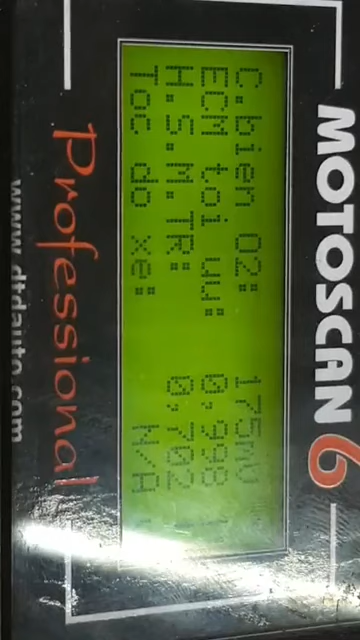 MOTOSCAN 6
C.bien O2: 175mV
ECM toi uu: 0,998
H.S.M.TR: 0,702
Toc do xe: N/A
Professional
www.dtdauto.com